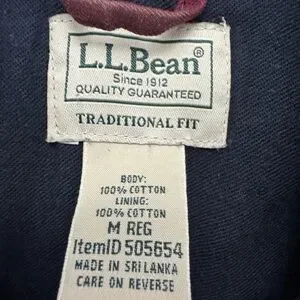 L.L.Bean®
Since 1912
QUALITY GUARANTEED
TRADITIONAL FIT
BODY:
100% COTTON
LINING:
100% COTTON
M REG
ItemID 505654
MADE IN SRI LANKA
CARE ON REVERSE